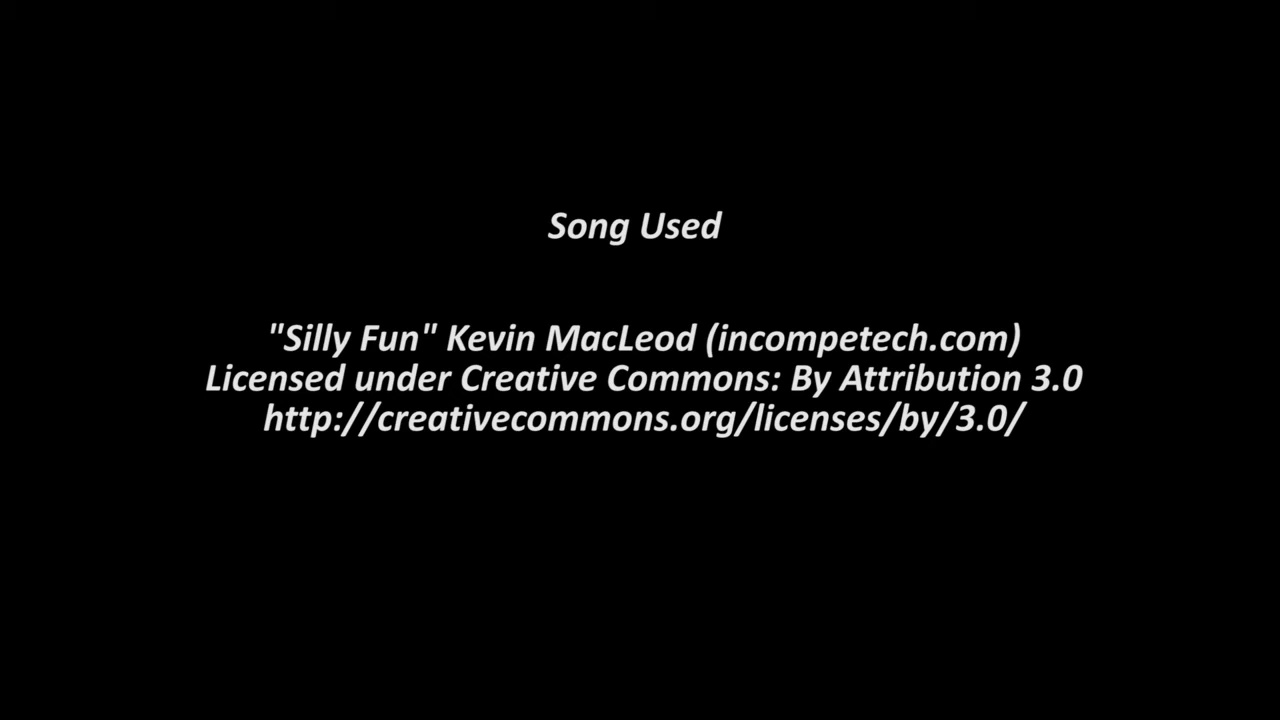 Song Used
"Silly Fun" Kevin MacLeod (incompetech.com)
Licensed under Creative Commons: By Attribution 3.0
http://creativecommons.org/licenses/by/3.0/